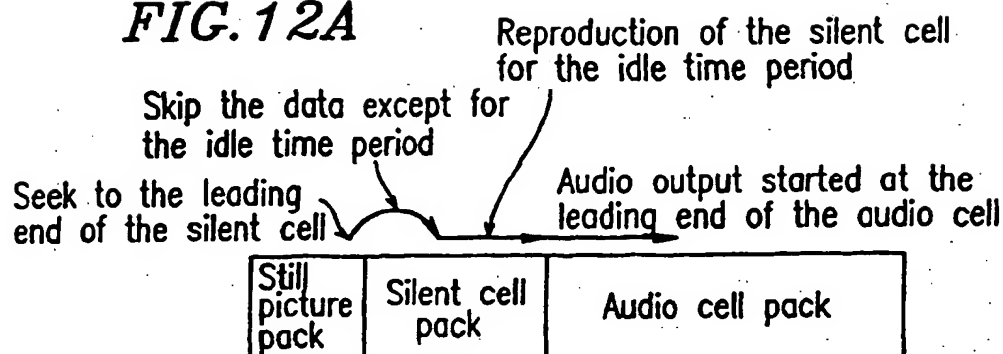 FIG. 12A
Reproduction of the silent cell
for the idle time period
Skip the data except for
the idle time period
Seek to the leading
end of the silent cell
Audio output started at the
leading end of the audio cell
Still
picture
pack
Silent cell
pack
Audio cell pack